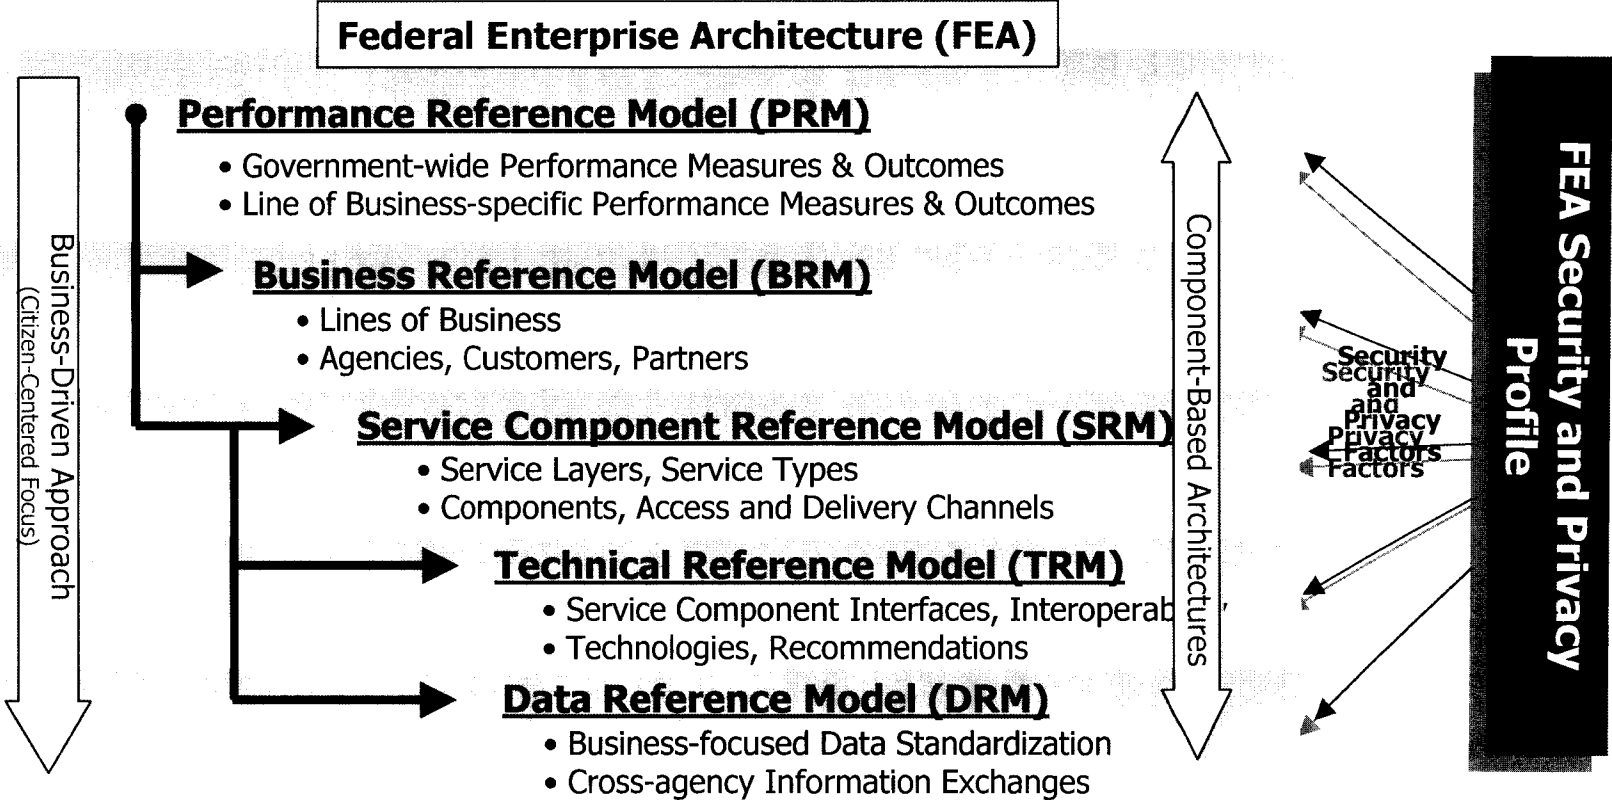 Federal Enterprise Architecture (FEA)
Performance Reference Model (PRM)
• Government-wide Performance Measures & Outcomes
• Line of Business-specific Performance Measures & Outcomes
Business Reference Model (BRM)
• Lines of Business
• Agencies, Customers, Partners
Service Component Reference Model (SRM)
• Service Layers, Service Types
• Components, Access and Delivery Channels
Technical Reference Model (TRM)
• Service Component Interfaces, Interoperab
• Technologies, Recommendations
Data Reference Model (DRM)
• Business-focused Data Standardization
• Cross-agency Information Exchanges
Business-Driven Approach
(Citizen-Centered Focus)
Component-Based Architectures
Security
and
Privacy
Factors
Security
and
Privacy
Factors
FEA Security and Privacy
Profile